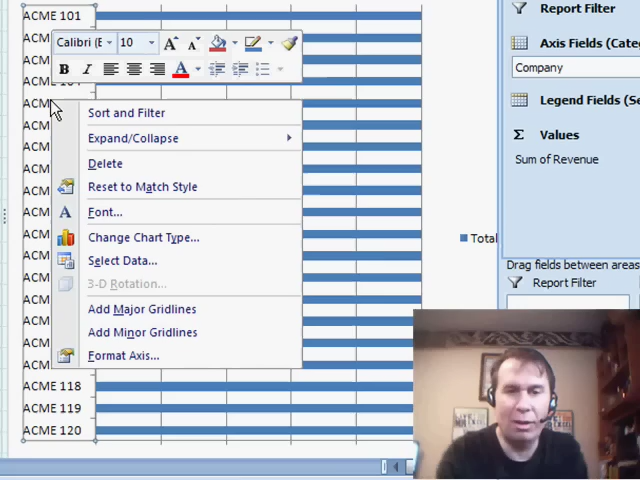 ACME 101
ACM
Calibri (E
10
ACM
ACM
Report Filter
Axis Fields (Cate
Company
Legend Fields (Se
Σ Values
Sum of Revenue
ACM
ACM
ACM
ACM
ACM
ACM
ACM
ACM
ACM
ACM
ACM
ACM
ACM
ACME 118
ACME 119
ACME 120
B
I
A
Sort and Filter
Expand/Collapse
Delete
Reset to Match Style
A Font...
Change Chart Type...
Select Data...
3-D Rotation...
Add Major Gridlines
Add Minor Gridlines
Format Axis...
Total
Drag fields between areas
Report Filter